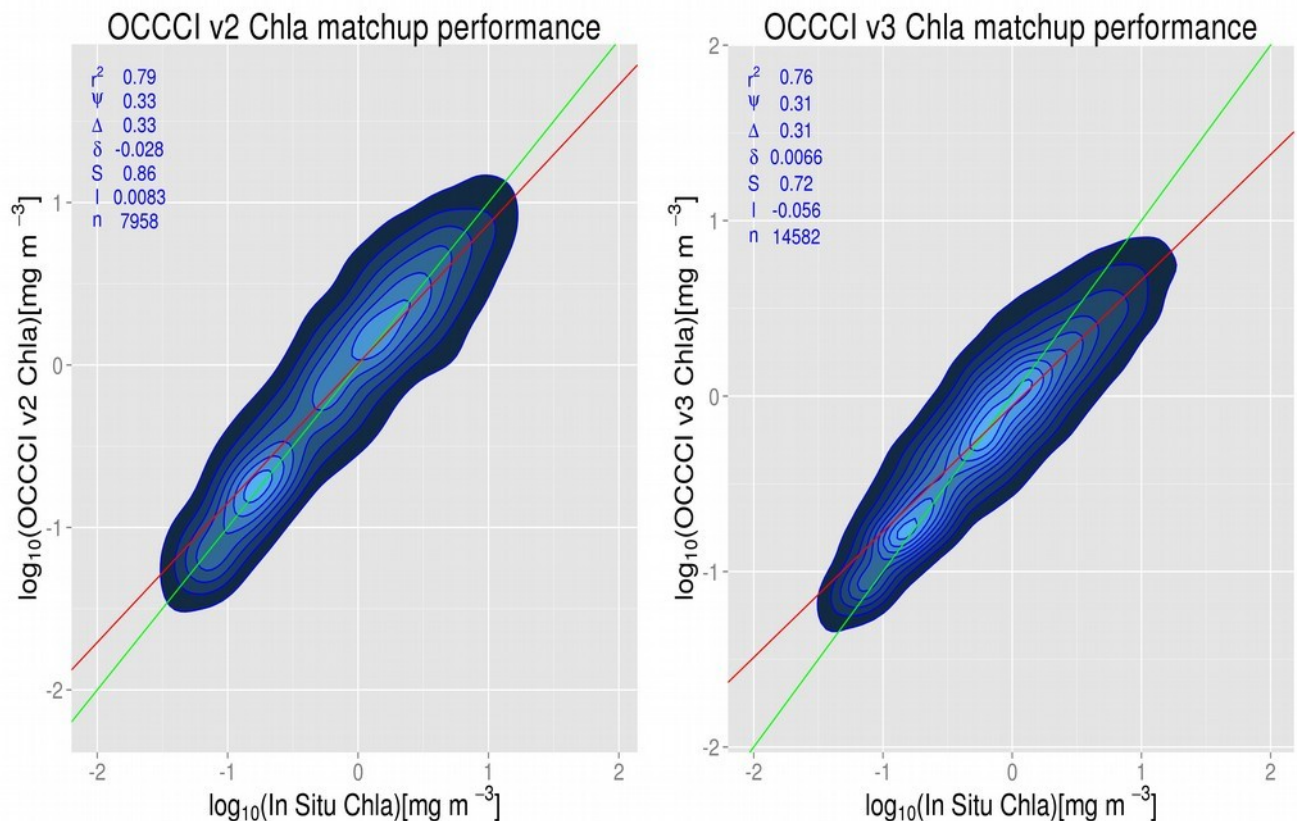 OCCCI v2 Chla matchup performance
r² 0.79
Ψ 0.33
Δ 0.33
δ -0.028
S 0.86
I 0.0083
n 7958
log₁₀(OCCCI v2 Chla)[mg m⁻³]
1
0
-1
-2
-2 -1 0 1 2
log₁₀(In Situ Chla)[mg m⁻³]
OCCCI v3 Chla matchup performance
r² 0.76
Ψ 0.31
Δ 0.31
δ 0.0066
S 0.72
I -0.056
n 14582
log₁₀(OCCCI v3 Chla)[mg m⁻³]
2
1
0
-1
-2
-2 -1 0 1 2
log₁₀(In Situ Chla)[mg m⁻³]